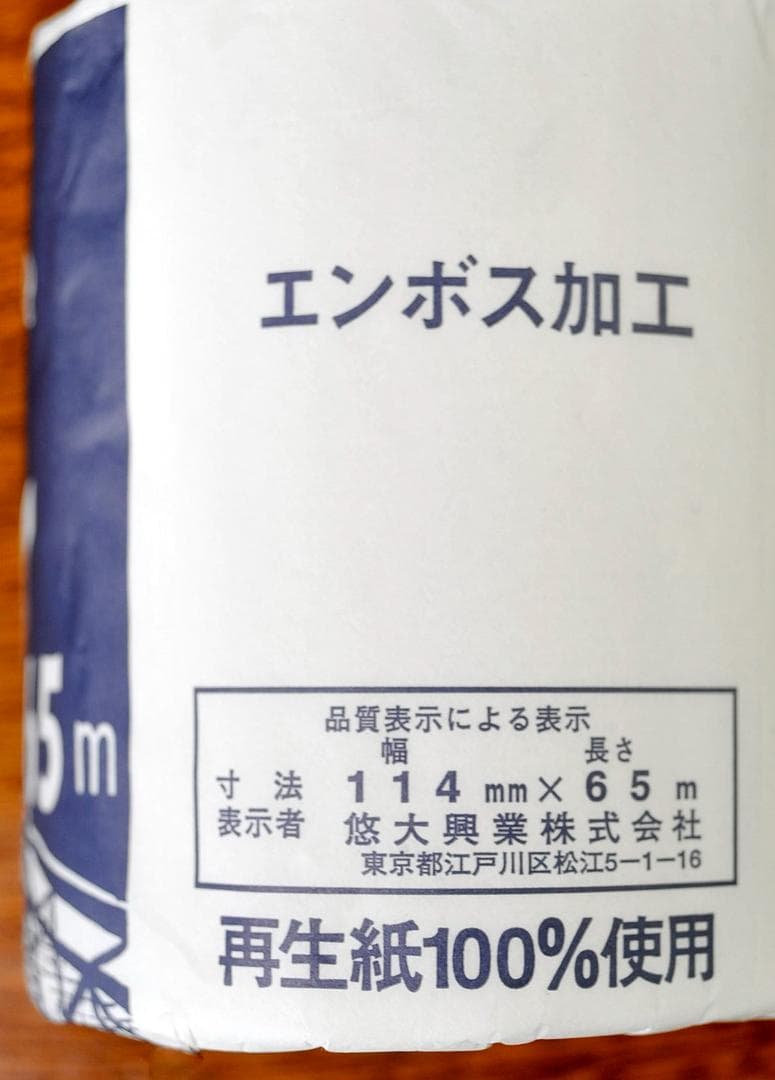 エンボス加工
5m
品質表示による表示
幅 長さ
寸法 114mm×65m
表示者 悠大興業株式会社
東京都江戸川区松江5-1-16
再生紙100%使用